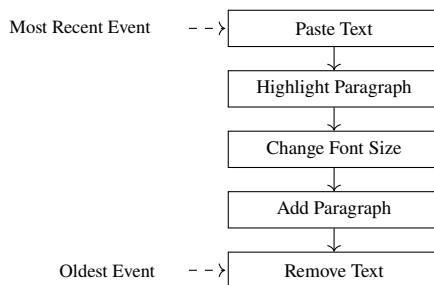 Most Recent Event Paste Text
Highlight Paragraph
Change Font Size
Add Paragraph
Oldest Event Remove Text